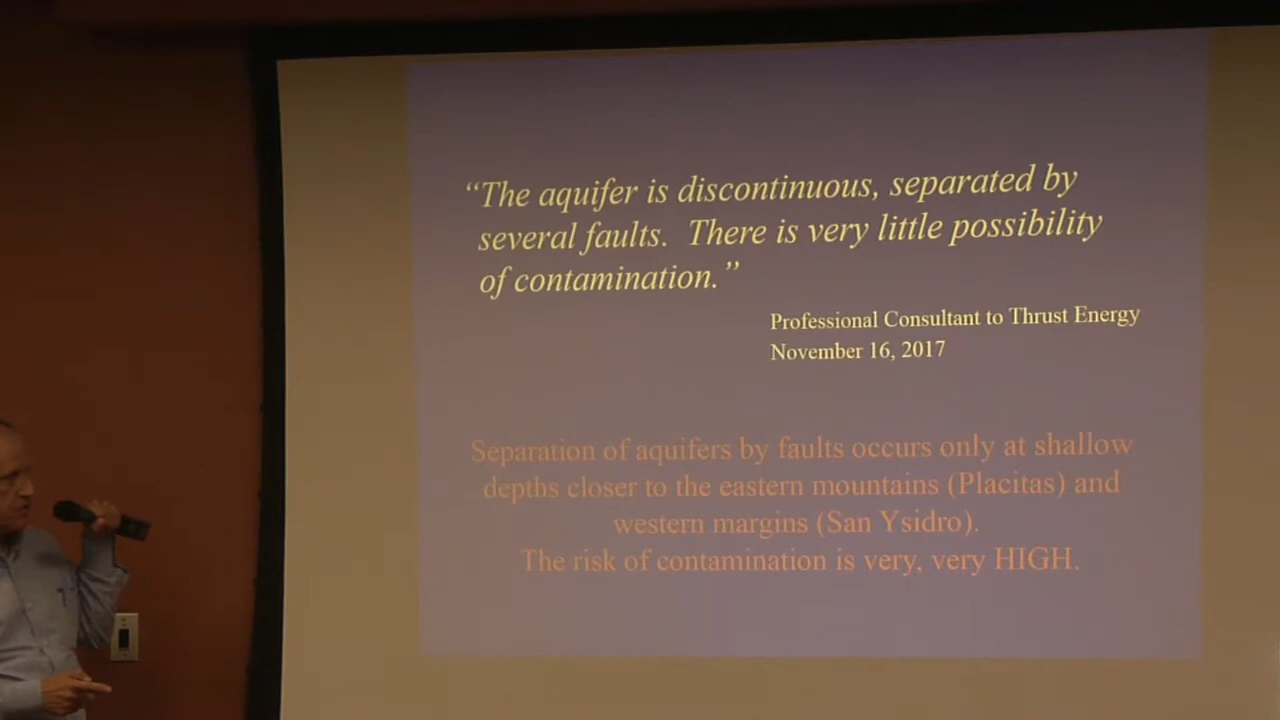 “The aquifer is discontinuous, separated by
several faults.  There is very little possibility
of contamination.”
Professional Consultant to Thrust Energy
November 16, 2017
Separation of aquifers by faults occurs only at shallow
depths closer to the eastern mountains (Placitas) and
western margins (San Ysidro).
The risk of contamination is very, very HIGH.